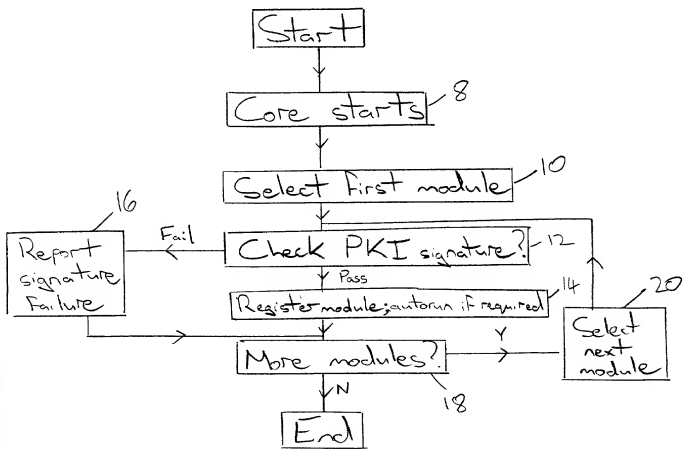 Start
Core starts
8
Select first module
10
16
Fail
Check PKI signature?
12
Report
signature
failure
Pass
Register module; autorun if required
14
20
Select
next
module
More modules?
Y
18
N
End